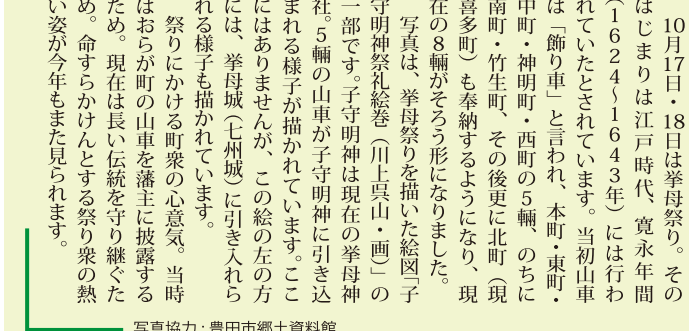 10月17日・18日は挙母祭り。その
はじまりは江戸時代、寛永年間
(1624～1643年)には行わ
れていたとされています。当初山車
は「飾り車」と言われ、本町・東町・
中町・神明町・西町の5輛、のちに
南町・竹生町、その後更に北町(現
喜多町)も奉納するようになり、現
在の8輛がそろう形になりました。
写真は、挙母祭りを描いた絵図「子
守明神祭礼絵巻(川上呉山・画)」の
一部です。子守明神は現在の挙母神
社。5輛の山車が子守明神に引き込
まれる様子が描かれています。ここ
にはありませんが、この絵の左の方
には、挙母城(七州城)に引き入れら
れる様子も描かれています。
祭りにかける町衆の心意気。当時
はおらが町の山車を藩主に披露する
ため。現在は長い伝統を守り継ぐた
め。命すらかけんとする祭り衆の熱
い姿が今年もまた見られます。
写真協力:豊田市郷土資料館